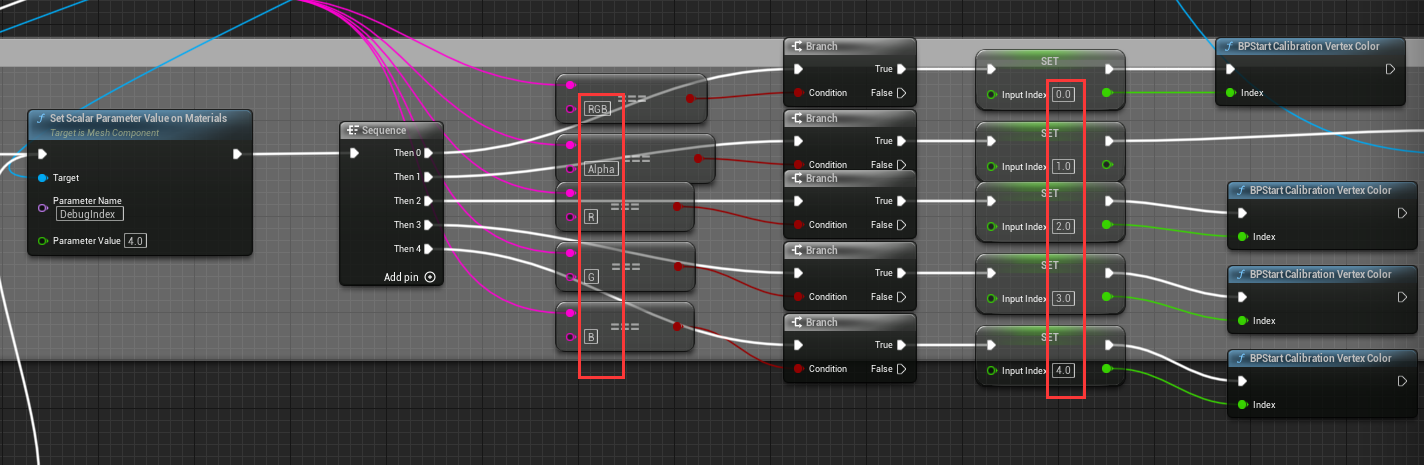 Set Scalar Parameter Value on Materials
Target is Mesh Component
Target
Parameter Name
DebugIndex
Parameter Value 4.0
Sequence
Then 0
Then 1
Then 2
Then 3
Then 4
Add pin
RGB ===
Alpha ===
R ===
G ===
B ===
Branch
True
Condition False
Branch
True
Condition False
Branch
True
Condition False
Branch
True
Condition False
Branch
True
Condition False
SET
Input Index 0.0
SET
Input Index 1.0
SET
Input Index 2.0
SET
Input Index 3.0
SET
Input Index 4.0
BPStart Calibration Vertex Color
Index
BPStart Calibration Vertex Color
Index
BPStart Calibration Vertex Color
Index
BPStart Calibration Vertex Color
Index